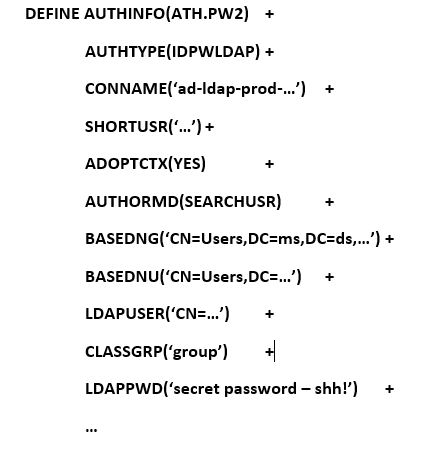 DEFINE AUTHINFO(ATH.PW2) +
AUTHTYPE(IDPWLDAP) +
CONNAME(‘ad-ldap-prod-…’) +
SHORTUSR(‘…’) +
ADOPTCTX(YES) +
AUTHORMD(SEARCHUSR) +
BASEDNG(‘CN=Users,DC=ms,DC=ds,…’) +
BASEDNU(‘CN=Users,DC=…’) +
LDAPUSER(‘CN=…’) +
CLASSGRP(‘group’) +
LDAPPWD(‘secret password – shh!’) +
…